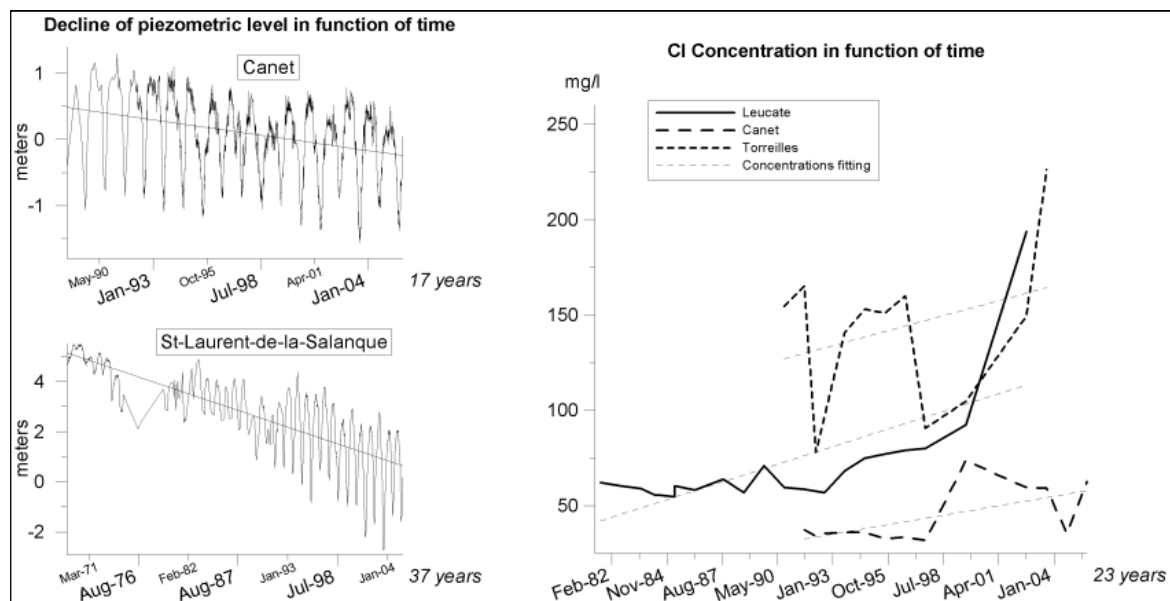 Decline of piezometric level in function of time
Canet
1
0
-1
meters
May-90
Jan-93
Oct-95
Jul-98
Apr-01
Jan-04
17 years
St-Laurent-de-la-Salanque
4
2
0
-2
meters
Mar-71
Aug-76
Feb-82
Aug-87
Jan-93
Jul-98
Jan-04
37 years
Cl Concentration in function of time
mg/l
Leucate
Canet
Torreilles
Concentrations fitting
250
200
150
100
50
Feb-82
Nov-84
Aug-87
May-90
Jan-93
Oct-95
Jul-98
Apr-01
Jan-04
23 years